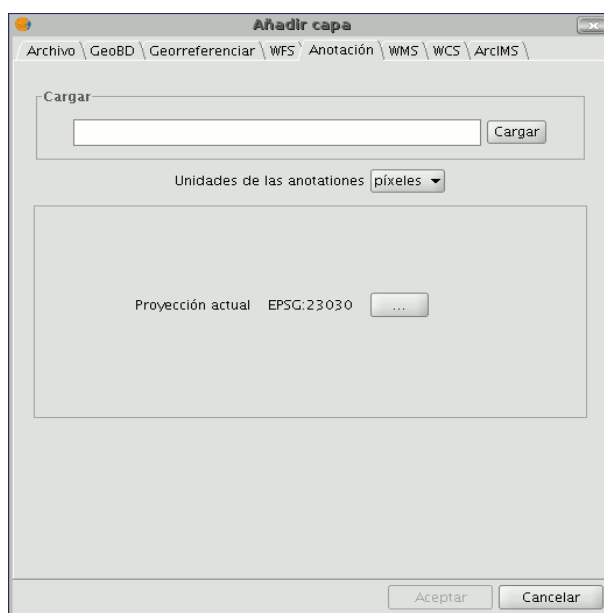 Añadir capa
Archivo GeoBD Georreferenciar WFS Anotación WMS WCS ArcIMS
Cargar
Cargar
Unidades de las anotationes píxeles
Proyección actual EPSG:23030 ...
Aceptar Cancelar